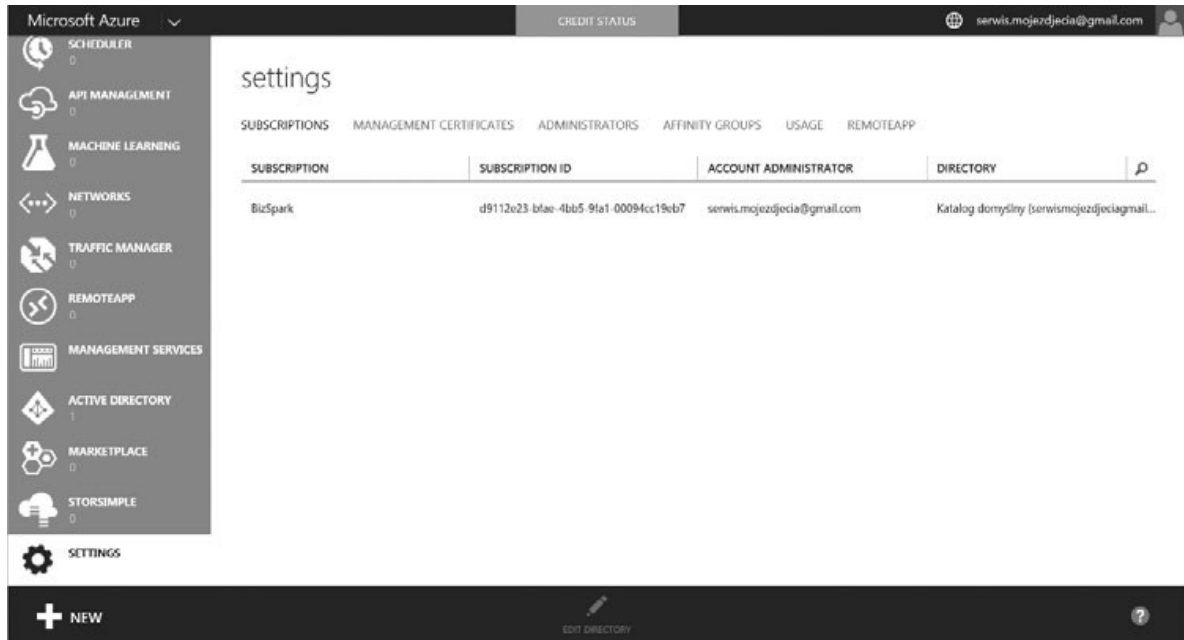 Microsoft Azure
CREDIT STATUS
serwis.mojezdjecia@gmail.com
SCHEDULER
0
API MANAGEMENT
0
MACHINE LEARNING
0
NETWORKS
0
TRAFFIC MANAGER
0
REMOTEAPP
0
MANAGEMENT SERVICES
ACTIVE DIRECTORY
1
MARKETPLACE
0
STORSIMPLE
0
SETTINGS
settings
SUBSCRIPTIONS MANAGEMENT CERTIFICATES ADMINISTRATORS AFFINITY GROUPS USAGE REMOTEAPP
SUBSCRIPTION SUBSCRIPTION ID ACCOUNT ADMINISTRATOR DIRECTORY
BizSpark d9112e23-bfae-4bb5-9fa1-00094cc19eb7 serwis.mojezdjecia@gmail.com Katalog domyślny (serwismojezdjeciagmail...
NEW
EDIT DIRECTORY
?